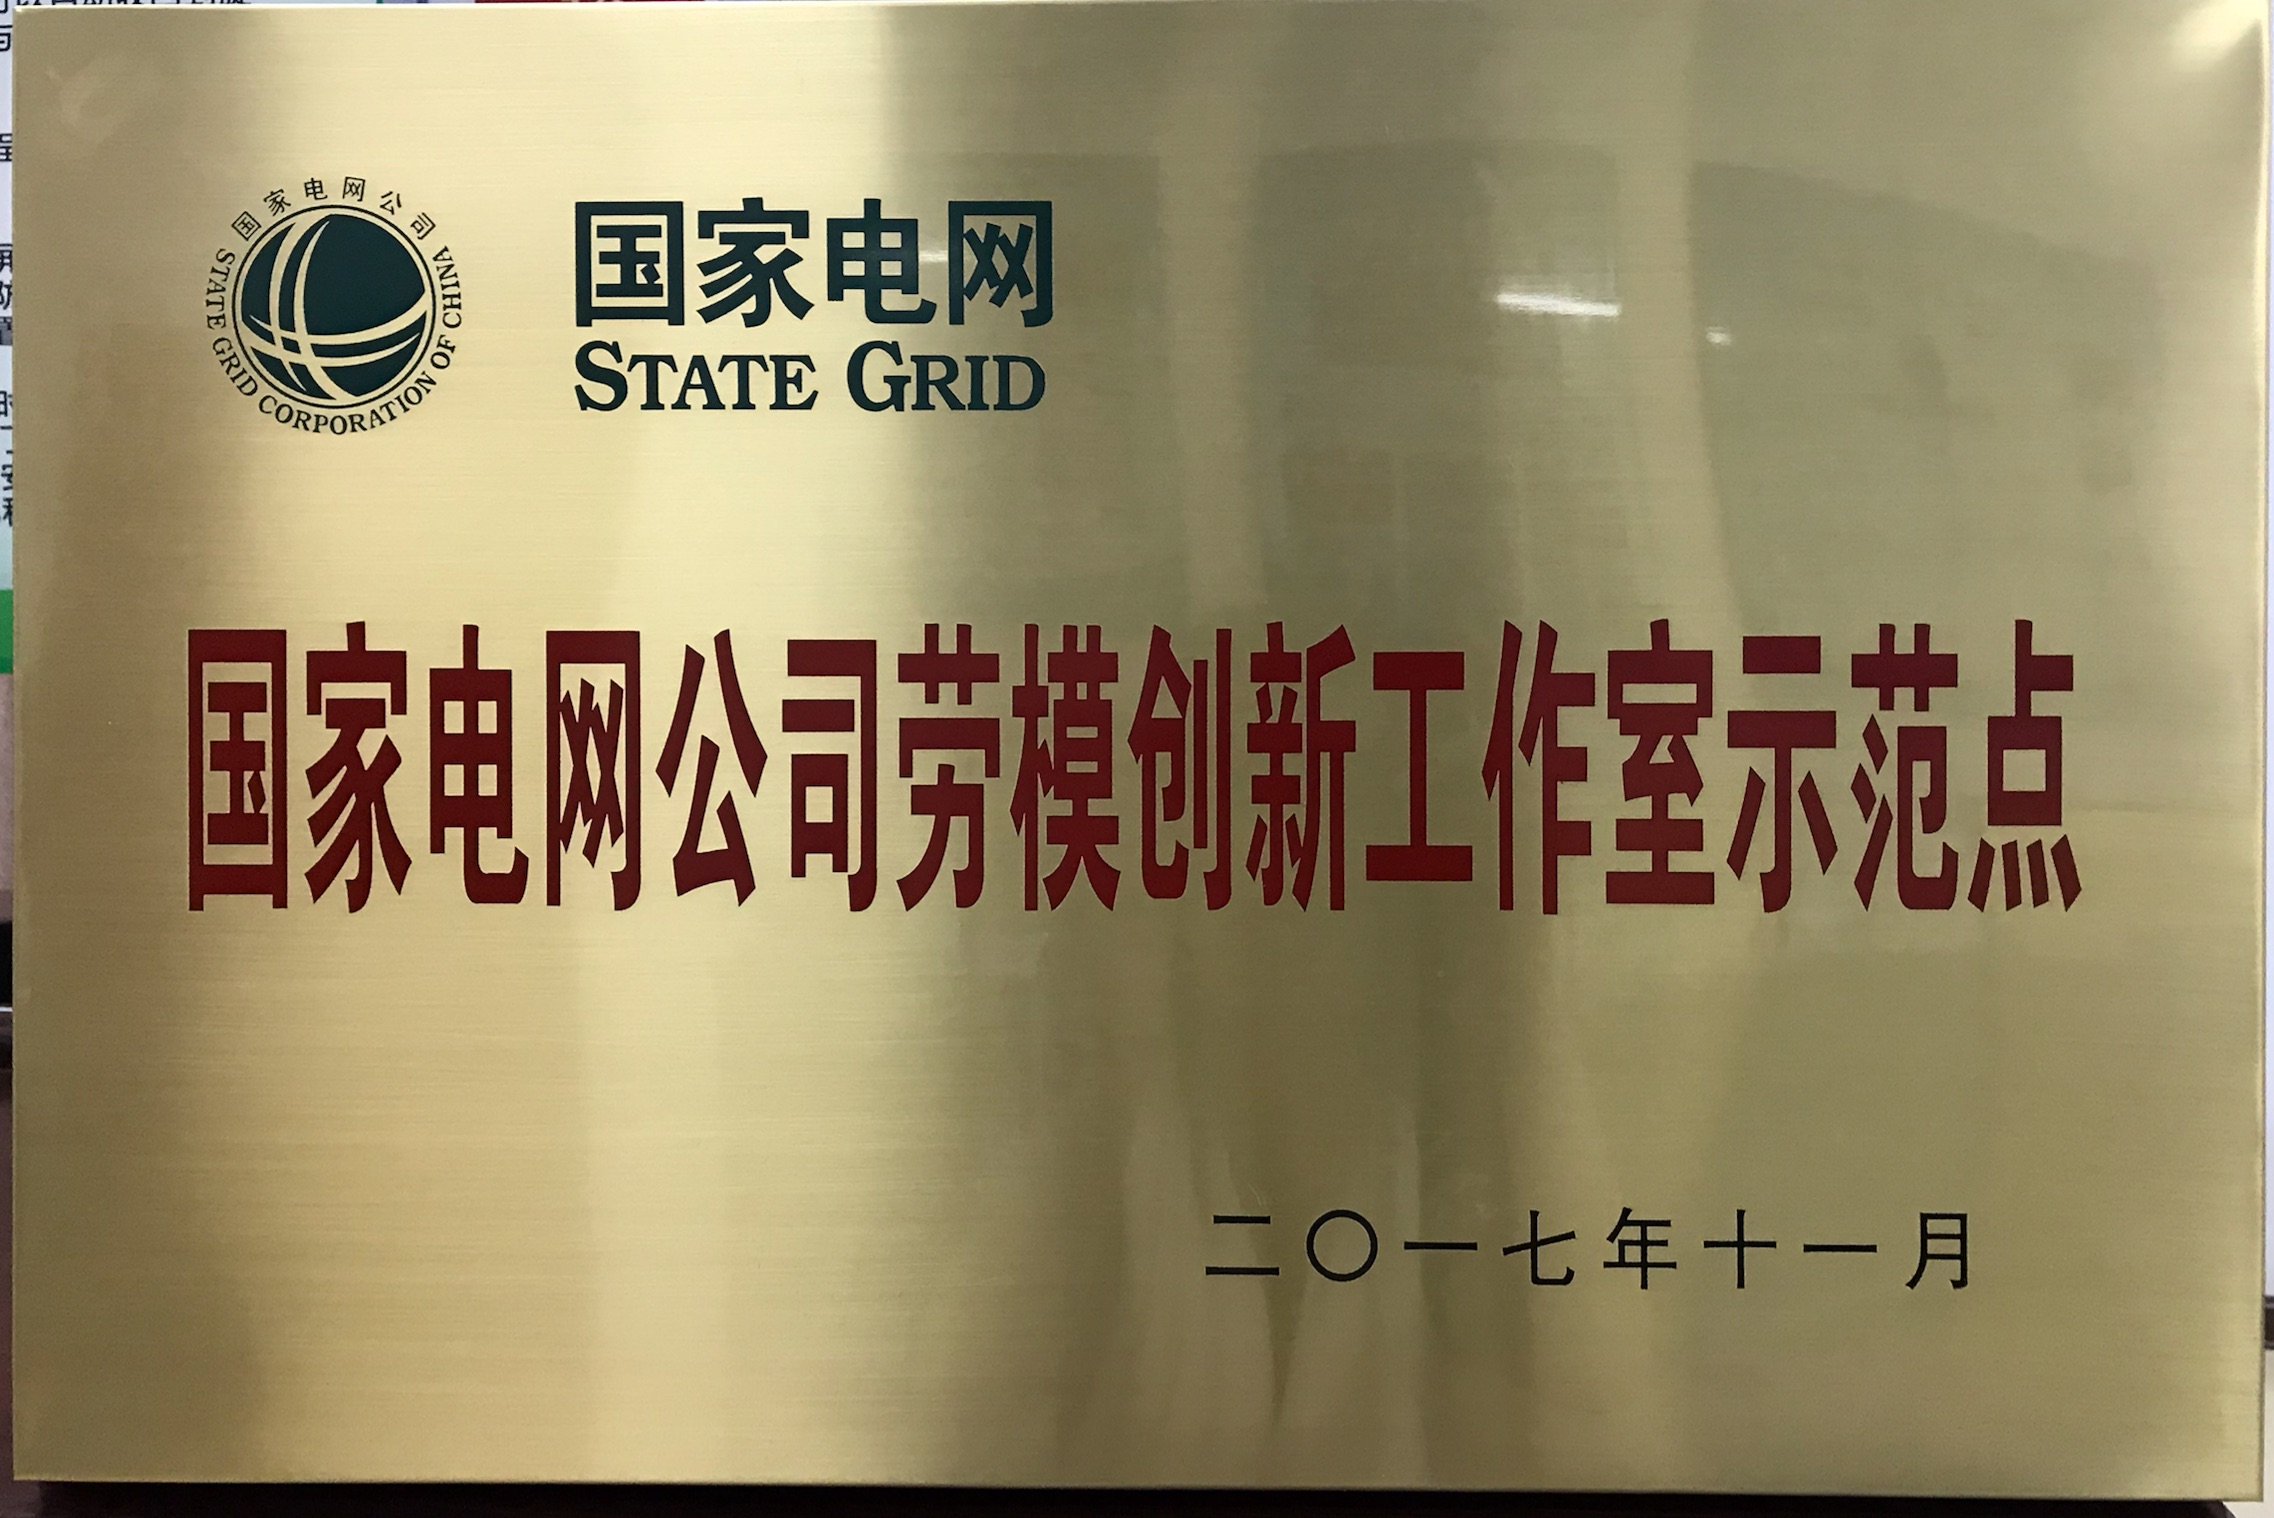 国家电网公司
STATE GRID CORPORATION OF CHINA
国家电网
STATE GRID
国家电网公司劳模创新工作室示范点
二〇一七年十一月